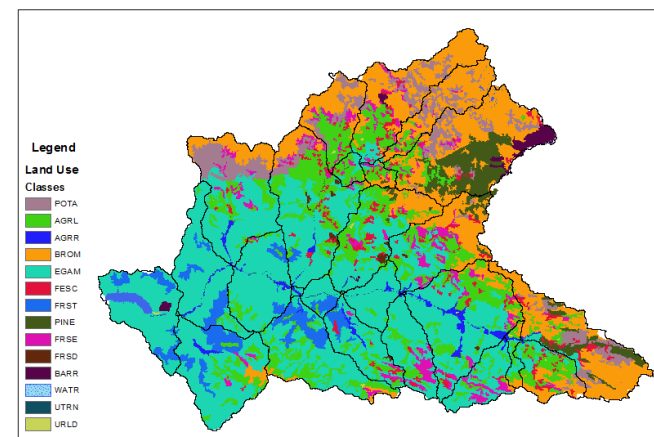 Legend
Land Use
Classes
POTA
AGRL
AGRR
BROM
EGAM
FESC
FRST
PINE
FRSE
FRSD
BARR
WATR
UTRN
URLD